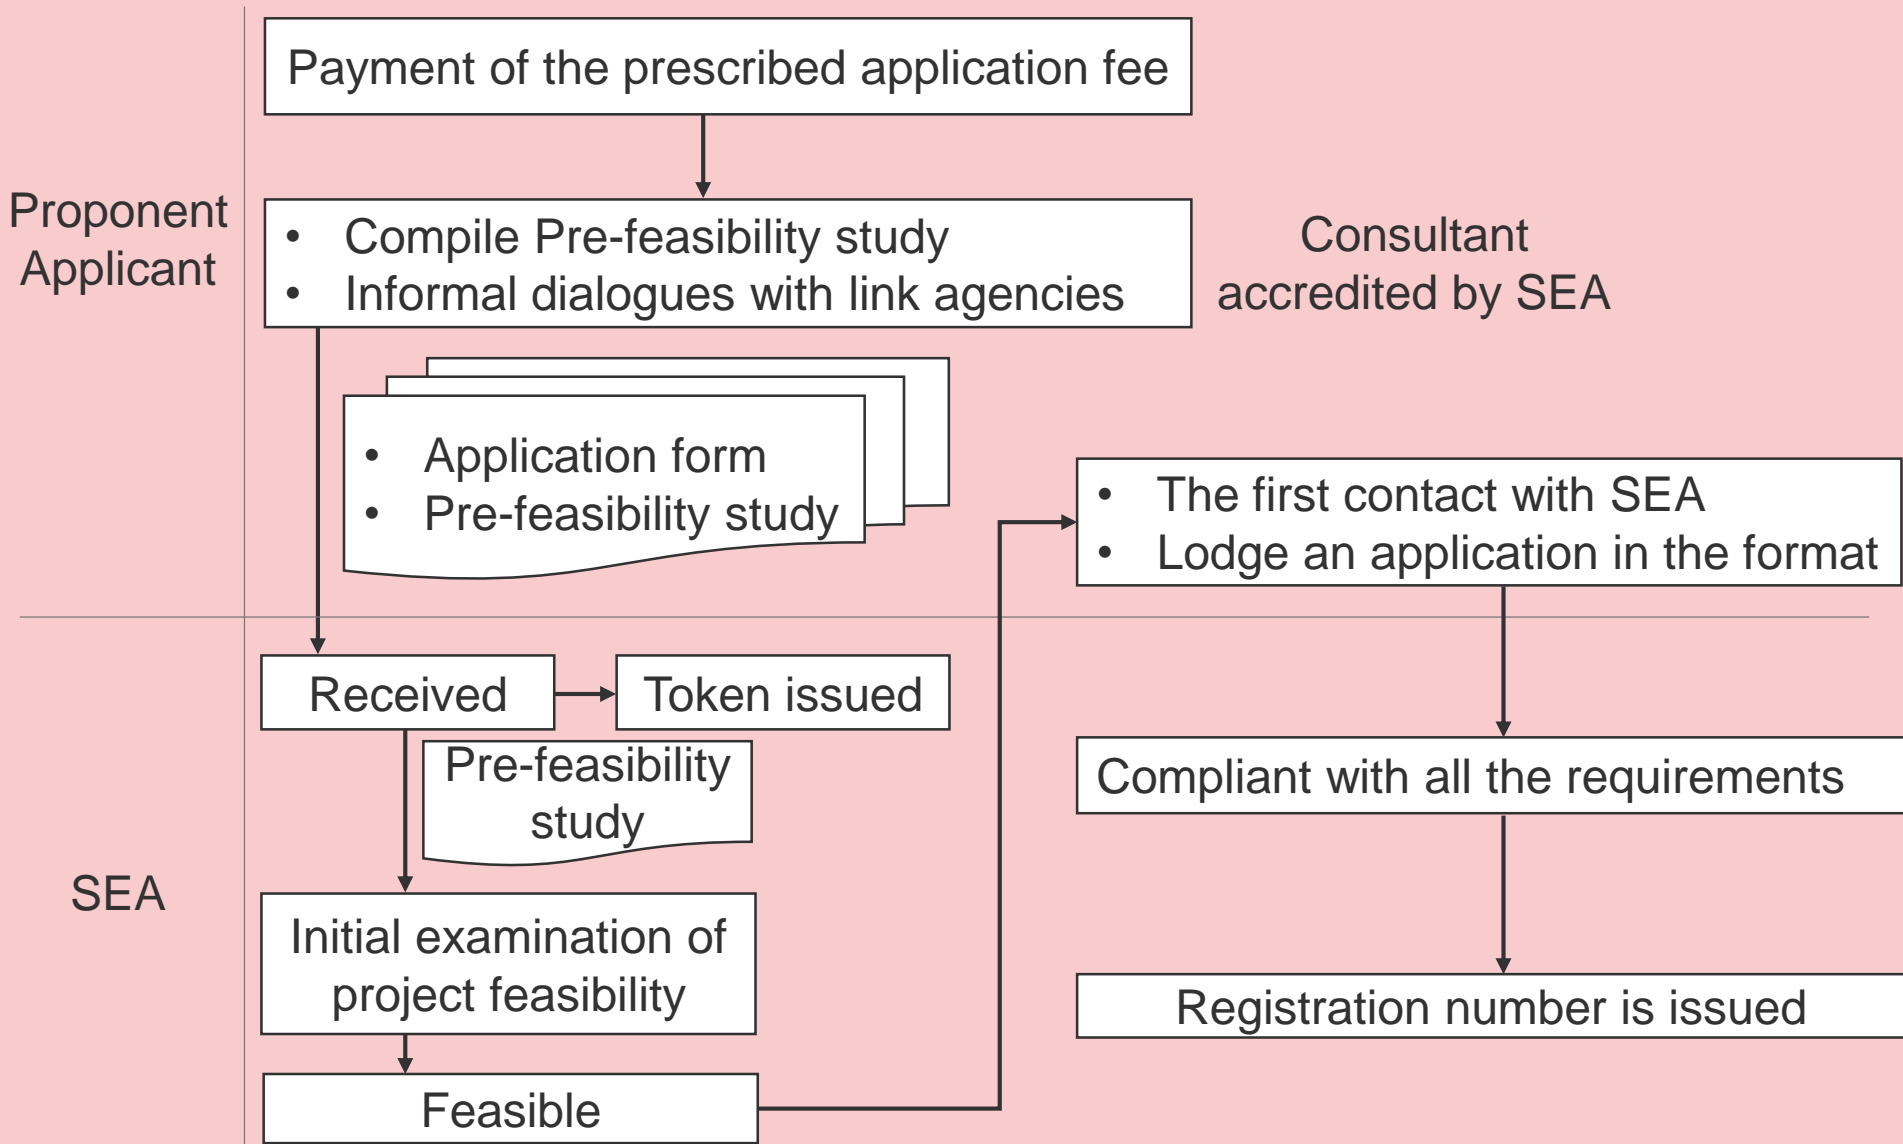 Payment of the prescribed application fee
Proponent
Applicant
• Compile Pre-feasibility study
• Informal dialogues with link agencies
Consultant
accredited by SEA
• Application form
• Pre-feasibility study
• The first contact with SEA
• Lodge an application in the format
Received
Token issued
Pre-feasibility
study
Compliant with all the requirements
SEA
Initial examination of
project feasibility
Registration number is issued
Feasible